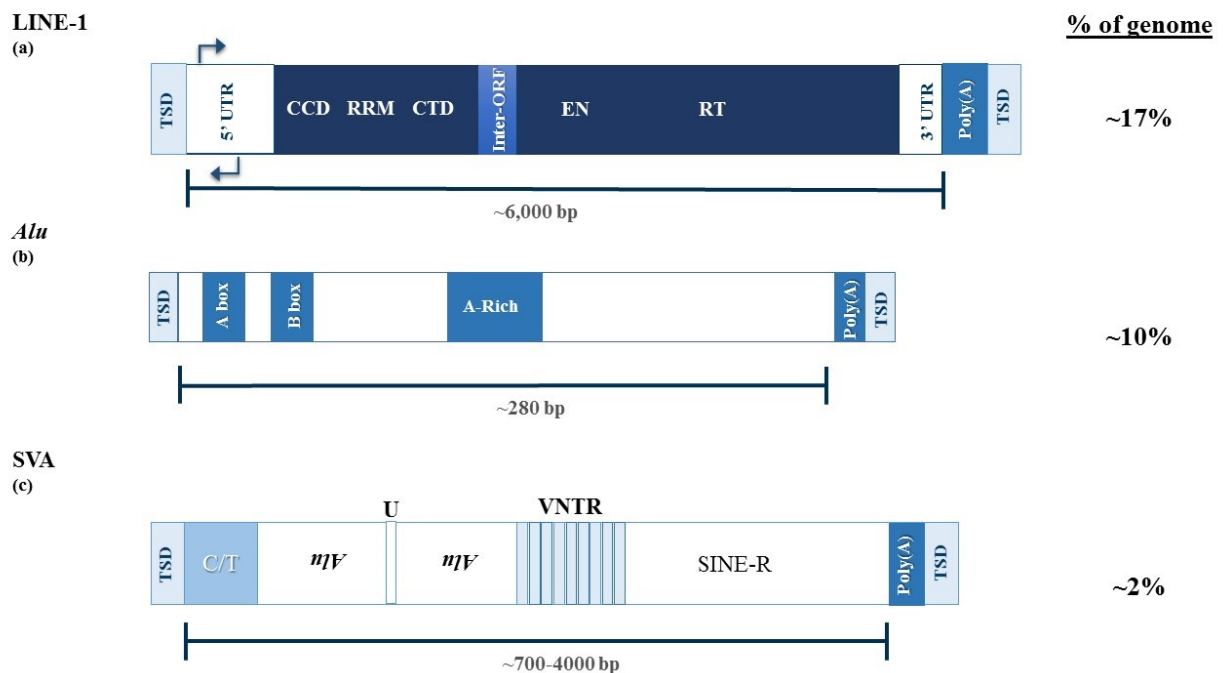 LINE-1
(a)
% of genome
TSD
5' UTR
CCD RRM CTD
Inter-ORF
EN
RT
3' UTR
Poly(A)
TSD
~17%
~6,000 bp
Alu
(b)
TSD
A box
B box
A-Rich
Poly(A)
TSD
~10%
~280 bp
SVA
(c)
U
VNTR
TSD
C/T
Alu
Alu
SINE-R
Poly(A)
TSD
~2%
~700-4000 bp